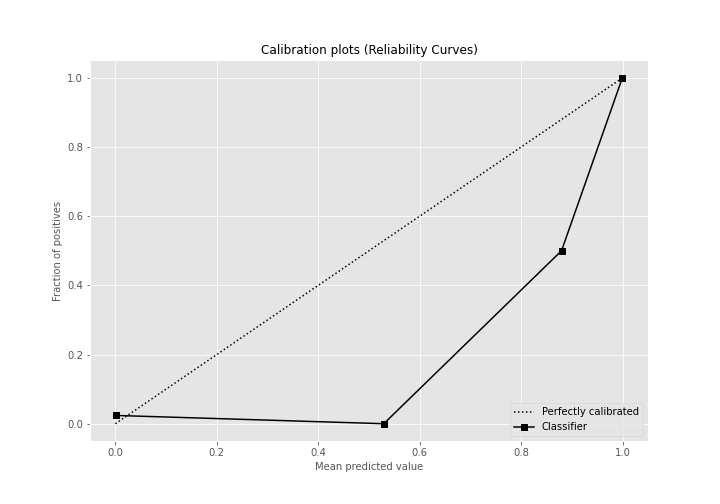 Calibration plots (Reliability Curves)
1.0
0.8
0.6
0.4
0.2
0.0
Fraction of positives
0.0 0.2 0.4 0.6 0.8 1.0
Mean predicted value
Perfectly calibrated
Classifier